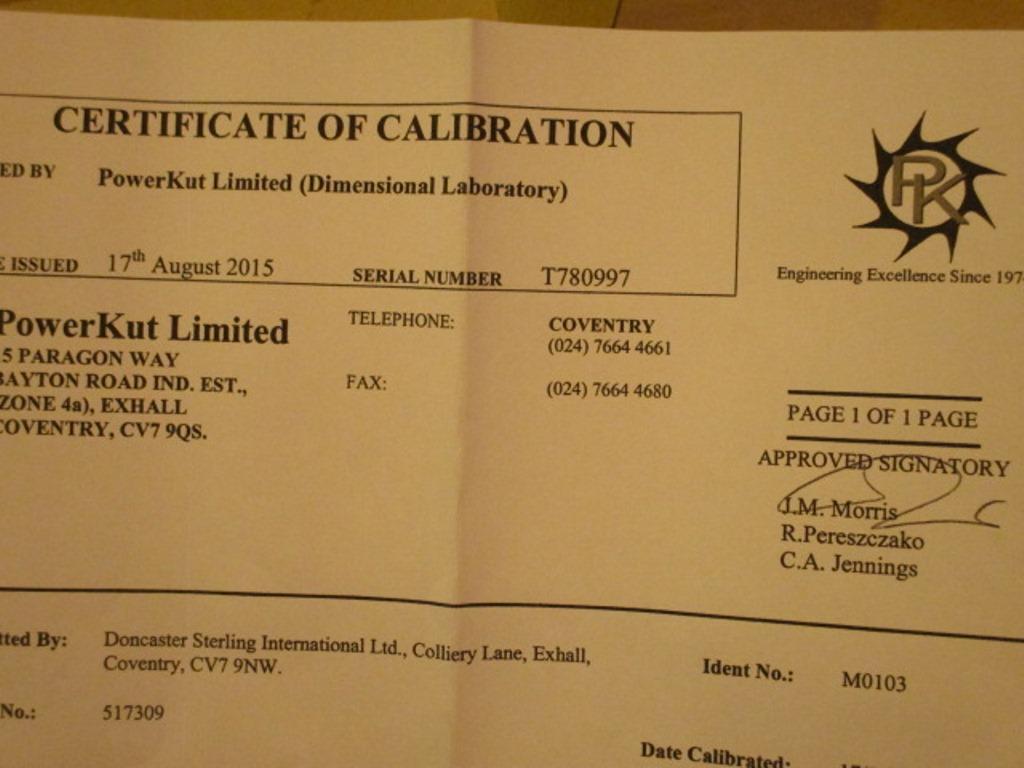 CERTIFICATE OF CALIBRATION
ED BY PowerKut Limited (Dimensional Laboratory)
PK
Engineering Excellence Since 197
E ISSUED 17th August 2015 SERIAL NUMBER T780997
PowerKut Limited
5 PARAGON WAY
BAYTON ROAD IND. EST.,
ZONE 4a), EXHALL
COVENTRY, CV7 9QS.
TELEPHONE: COVENTRY
(024) 7664 4661
FAX: (024) 7664 4680
PAGE 1 OF 1 PAGE
APPROVED SIGNATORY
J.M. Morris
R.Pereszczako
C.A. Jennings
tted By: Doncaster Sterling International Ltd., Colliery Lane, Exhall,
Coventry, CV7 9NW.
Ident No.: M0103
No.: 517309
Date Calibrated: